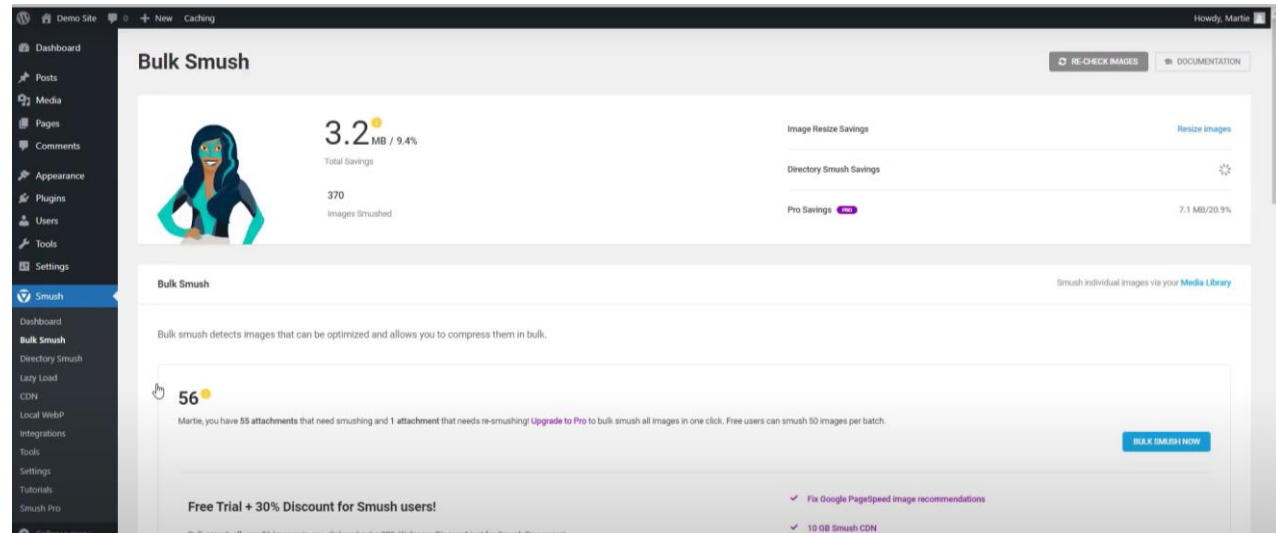 Demo Site 0 + New Caching Howdy, Martie
Dashboard
Posts
Media
Pages
Comments
Appearance
Plugins
Users
Tools
Settings
Smush
Dashboard
Bulk Smush
Directory Smush
Lazy Load
CDN
Local WebP
Integrations
Tools
Settings
Tutorials
Smush Pro
Bulk Smush
RE-CHECK IMAGES DOCUMENTATION
3.2 MB / 9.4%
Total Savings
370
Images Smushed
Image Resize Savings Resize images
Directory Smush Savings
Pro Savings PRO 7.1 MB/20.9%
Bulk Smush Smush individual images via your Media Library
Bulk smush detects images that can be optimized and allows you to compress them in bulk.
56
Martie, you have 55 attachments that need smushing and 1 attachment that needs re-smushing! Upgrade to Pro to bulk smush all images in one click. Free users can smush 50 images per batch.
BULK SMUSH NOW
Free Trial + 30% Discount for Smush users!
Fix Google PageSpeed image recommendations
10 GB Smush CDN